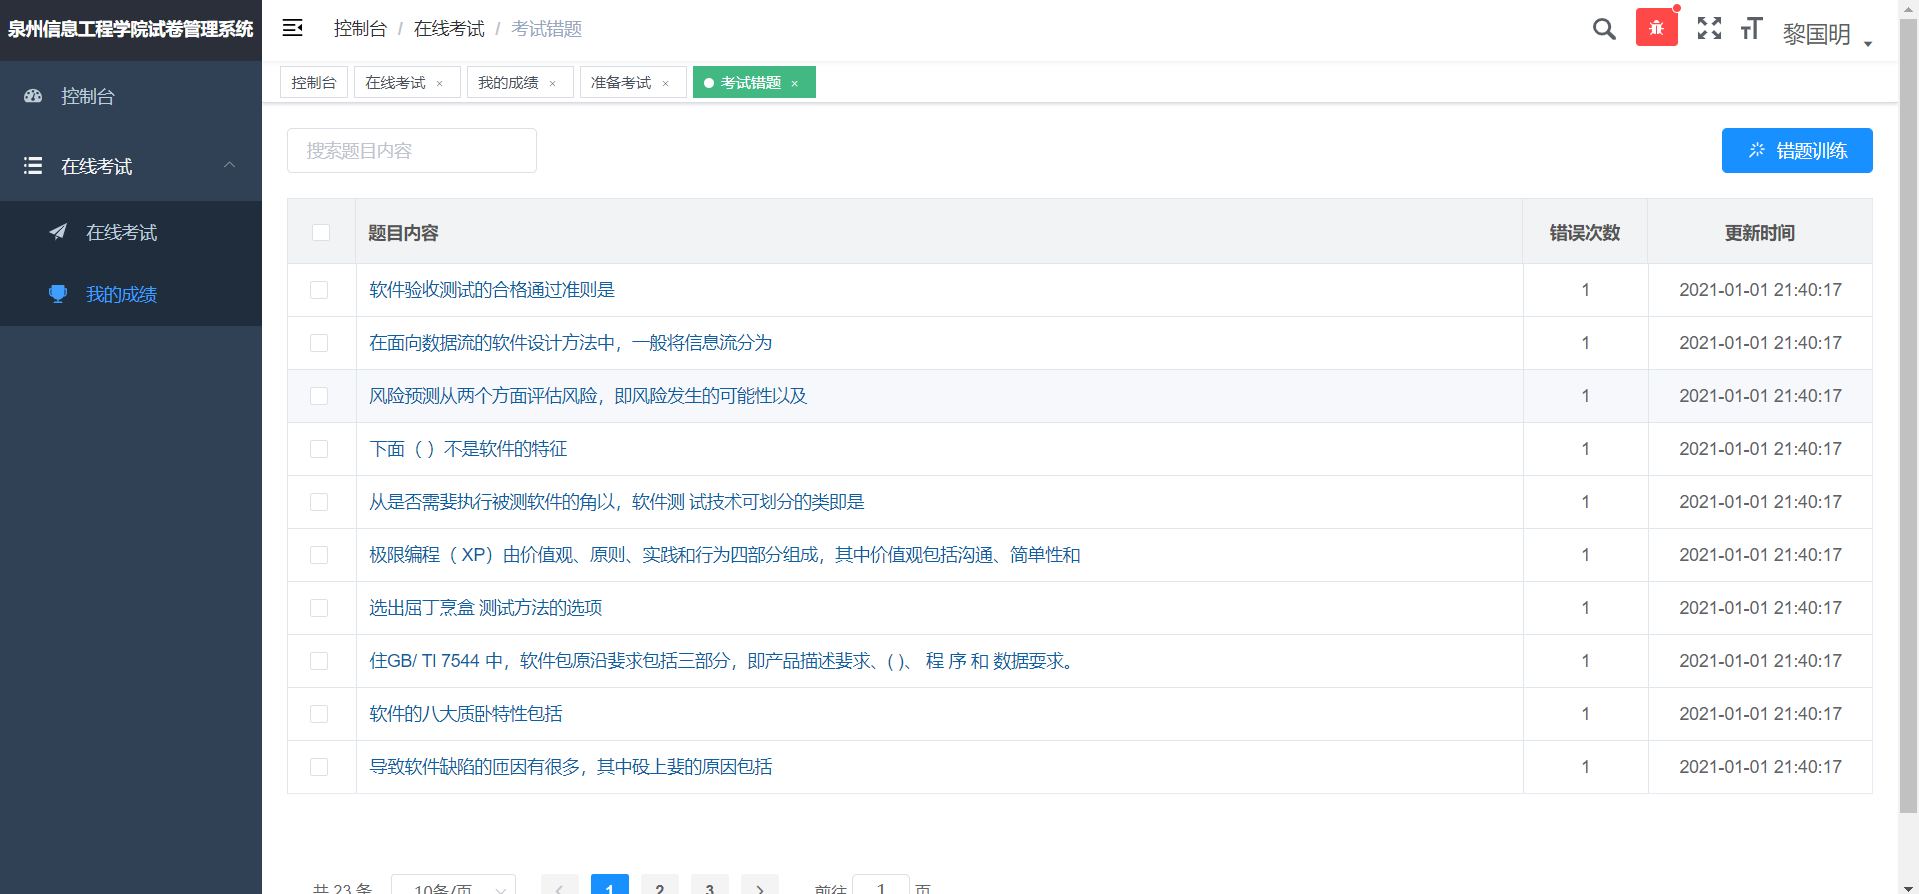 泉州信息工程学院试卷管理系统
控制台 / 在线考试 / 考试错题
黎国明
控制台
在线考试 ×
我的成绩 ×
准备考试 ×
考试错题 ×
控制台
在线考试
在线考试
我的成绩
搜索题目内容
错题训练
题目内容 错误次数 更新时间
软件验收测试的合格通过准则是 1 2021-01-01 21:40:17
在面向数据流的软件设计方法中，一般将信息流分为 1 2021-01-01 21:40:17
风险预测从两个方面评估风险，即风险发生的可能性以及 1 2021-01-01 21:40:17
下面（ ）不是软件的特征 1 2021-01-01 21:40:17
从是否需斐执行被测软件的角以，软件测 试技术可划分的类即是 1 2021-01-01 21:40:17
极限编程（ XP）由价值观、原则、实践和行为四部分组成，其中价值观包括沟通、简单性和 1 2021-01-01 21:40:17
选出屈丁烹盒 测试方法的选项 1 2021-01-01 21:40:17
住GB/ TI 7544 中，软件包原沿斐求包括三部分，即产品描述斐求、( )、 程 序 和 数据耍求。 1 2021-01-01 21:40:17
软件的八大质卧特性包括 1 2021-01-01 21:40:17
导致软件缺陷的叵因有很多，其中砓上斐的原因包括 1 2021-01-01 21:40:17
共 23 条 10条/页 1 2 3 前往 1 页